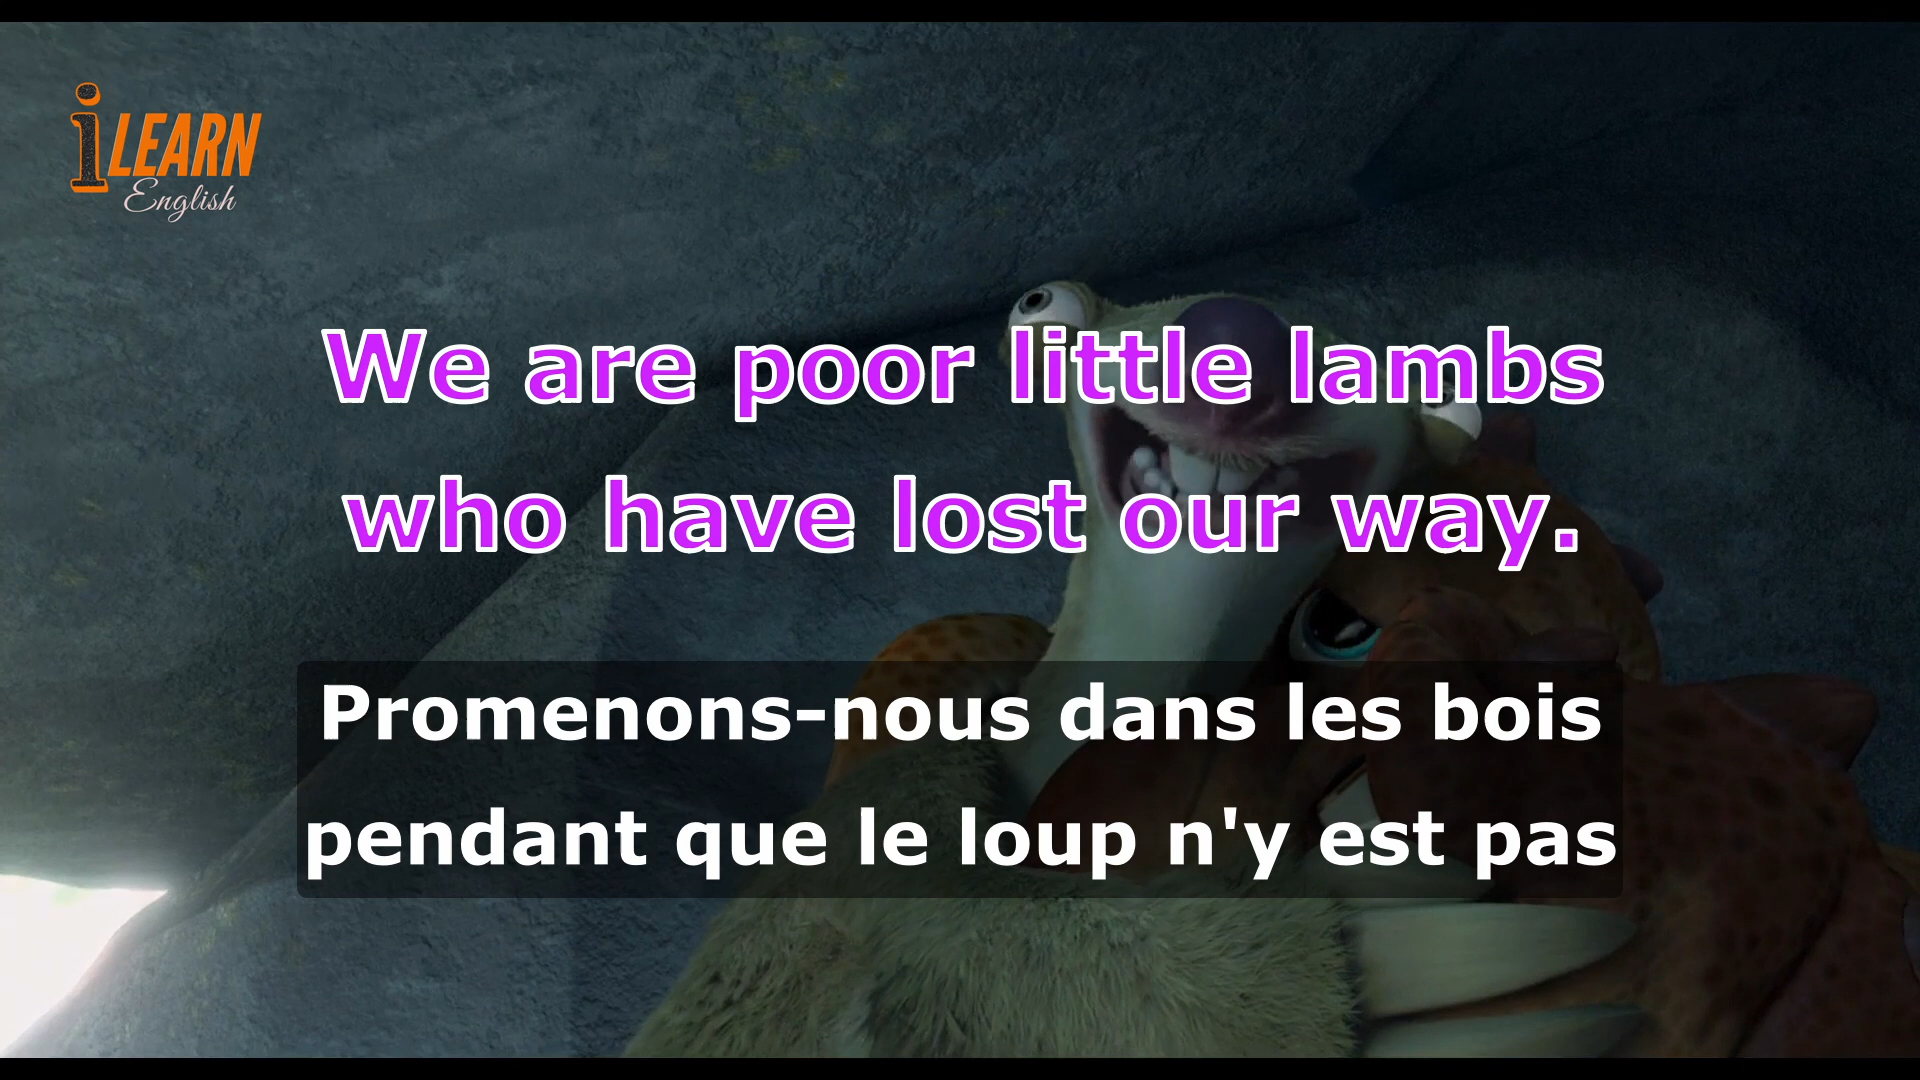 iLEARN
English
We are poor little lambs
who have lost our way.
Promenons-nous dans les bois
pendant que le loup n'y est pas